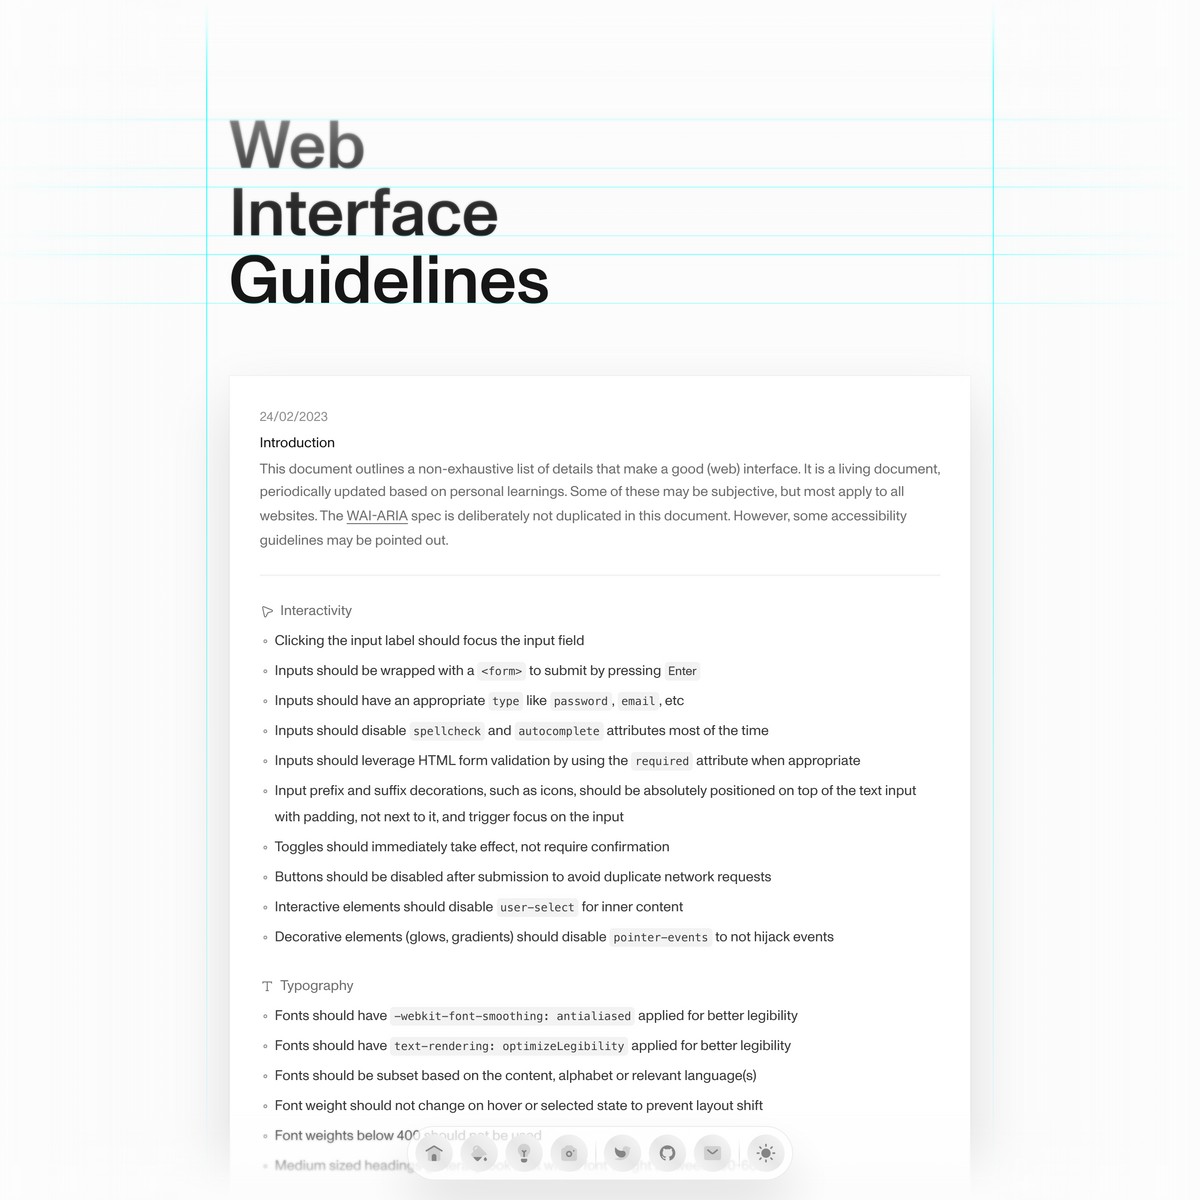 Web
Interface
Guidelines
24/02/2023
Introduction
This document outlines a non-exhaustive list of details that make a good (web) interface. It is a living document,
periodically updated based on personal learnings. Some of these may be subjective, but most apply to all
websites. The WAI-ARIA spec is deliberately not duplicated in this document. However, some accessibility
guidelines may be pointed out.
Interactivity
Clicking the input label should focus the input field
Inputs should be wrapped with a <form> to submit by pressing Enter
Inputs should have an appropriate type like password, email, etc
Inputs should disable spellcheck and autocomplete attributes most of the time
Inputs should leverage HTML form validation by using the required attribute when appropriate
Input prefix and suffix decorations, such as icons, should be absolutely positioned on top of the text input
with padding, not next to it, and trigger focus on the input
Toggles should immediately take effect, not require confirmation
Buttons should be disabled after submission to avoid duplicate network requests
Interactive elements should disable user-select for inner content
Decorative elements (glows, gradients) should disable pointer-events to not hijack events
Typography
Fonts should have -webkit-font-smoothing: antialiased applied for better legibility
Fonts should have text-rendering: optimizeLegibility applied for better legibility
Fonts should be subset based on the content, alphabet or relevant language(s)
Font weight should not change on hover or selected state to prevent layout shift
Font weights below 400 should not be used
Medium sized headings